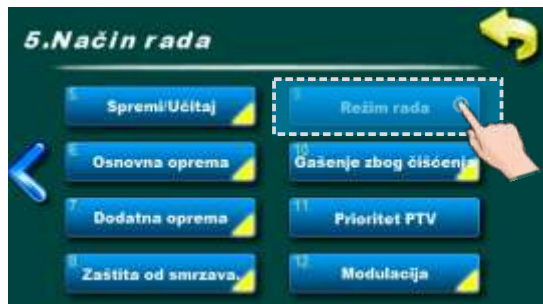 5.Način rada
5 Spremi/Učitaj
9 Režim rada
6 Osnovna oprema
10 Gašenje zbog čišćenja
7 Dodatna oprema
11 Prioritet PTV
8 Zaštita od smrzava.
12 Modulacija